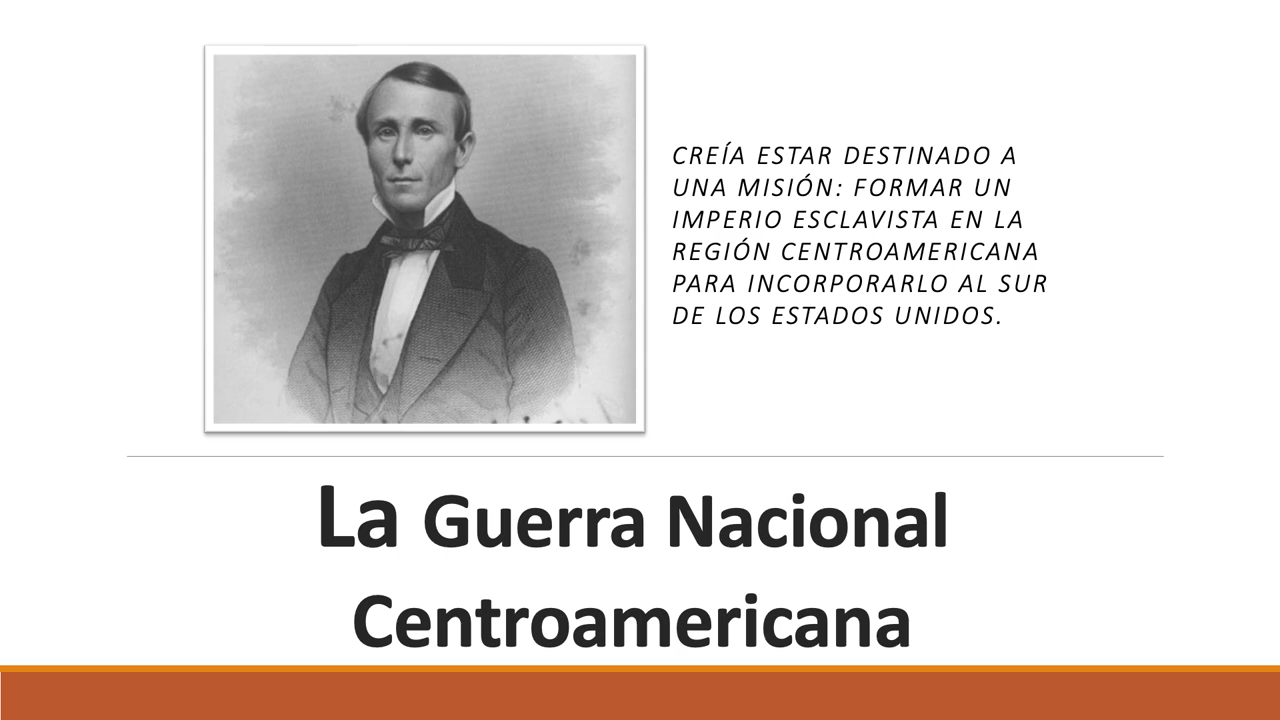 CREÍA ESTAR DESTINADO A
UNA MISIÓN: FORMAR UN
IMPERIO ESCLAVISTA EN LA
REGIÓN CENTROAMERICANA
PARA INCORPORARLO AL SUR
DE LOS ESTADOS UNIDOS.
La Guerra Nacional
Centroamericana